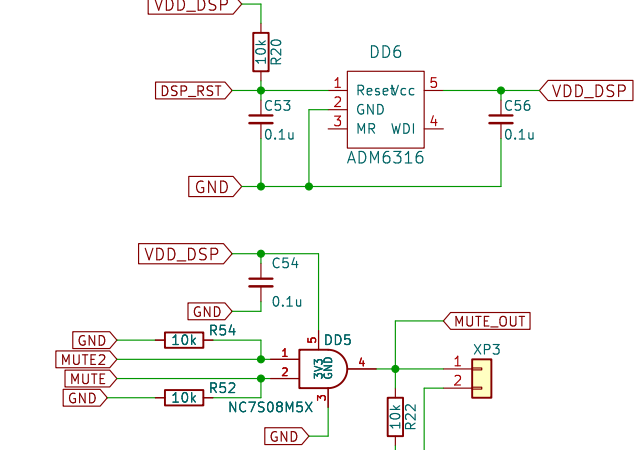 VDD_DSP
10k
R20
DD6
DSP_RST
1
Reset
Vcc
5
VDD_DSP
C53
2
GND
C56
3
MR
WDI
4
0.1u
0.1u
ADM6316
GND
VDD_DSP
C54
0.1u
GND
MUTE_OUT
GND
10k
R54
5
DD5
XP3
MUTE2
1
3V3
GND
4
1
MUTE
2
2
GND
10k
R52
NC7S08M5X
3
10k
R22
GND